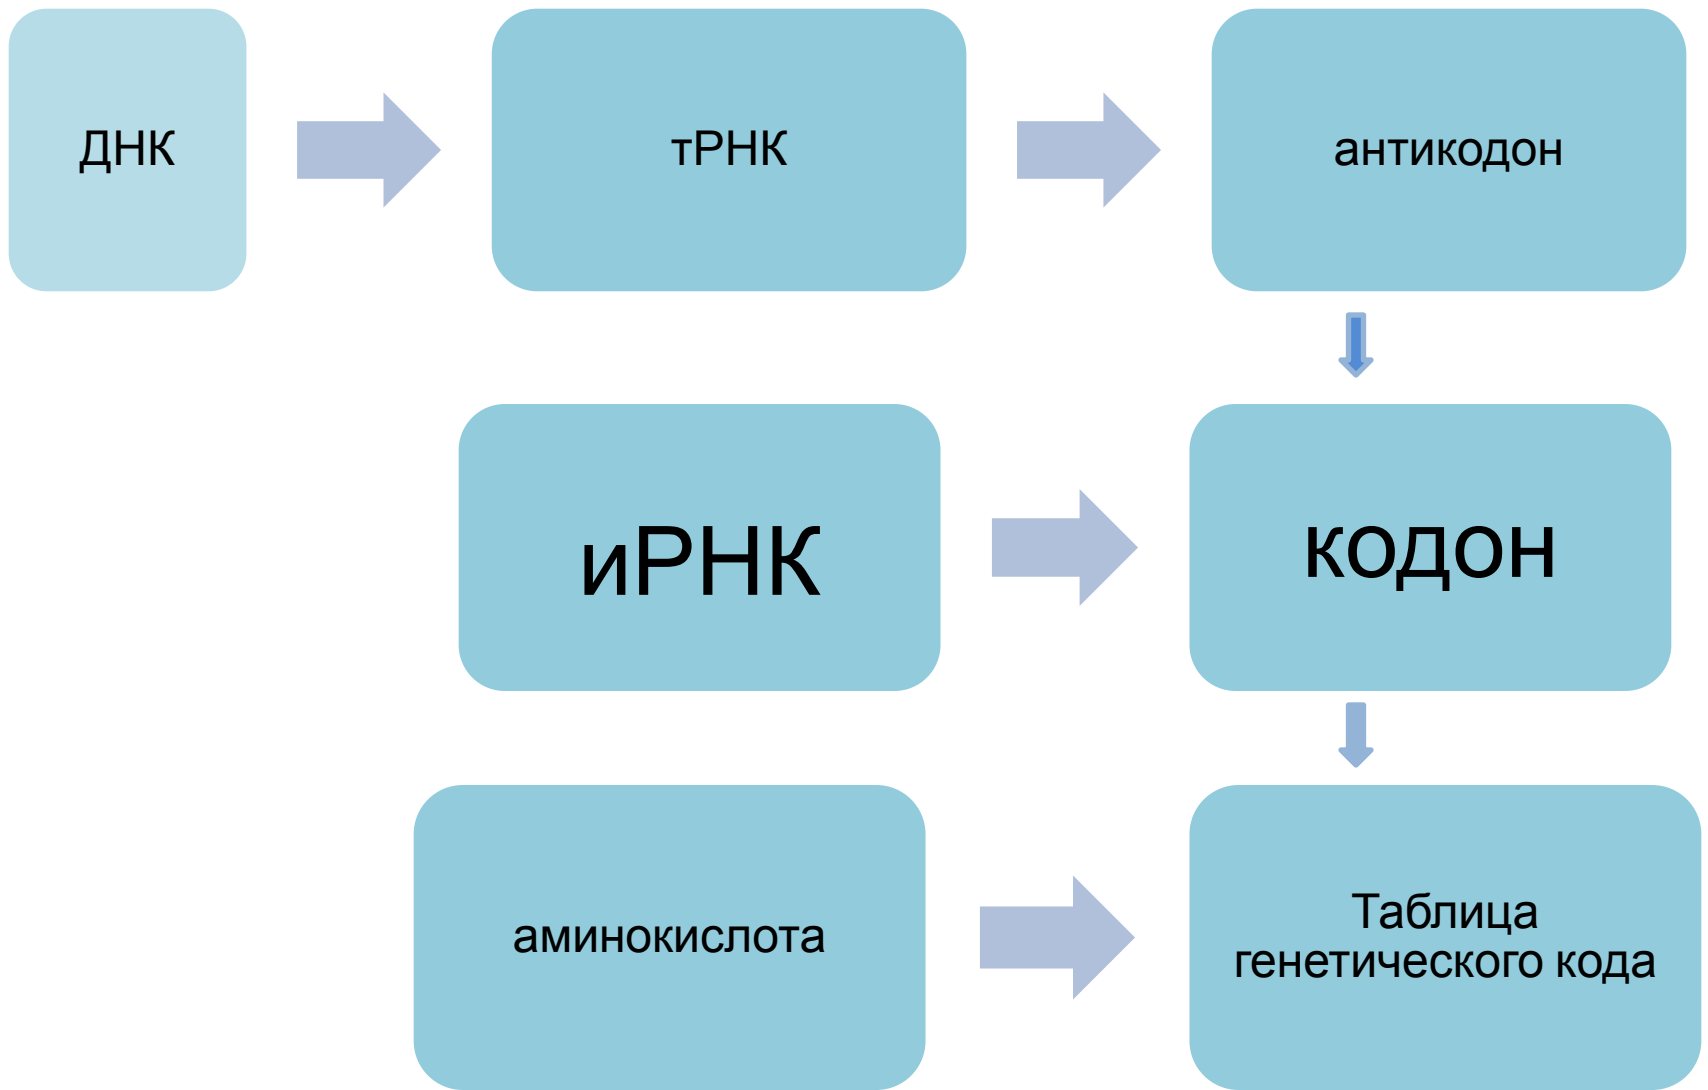 ДНК
тРНК
антикодон
иРНК
кодон
аминокислота
Таблица
генетического кода